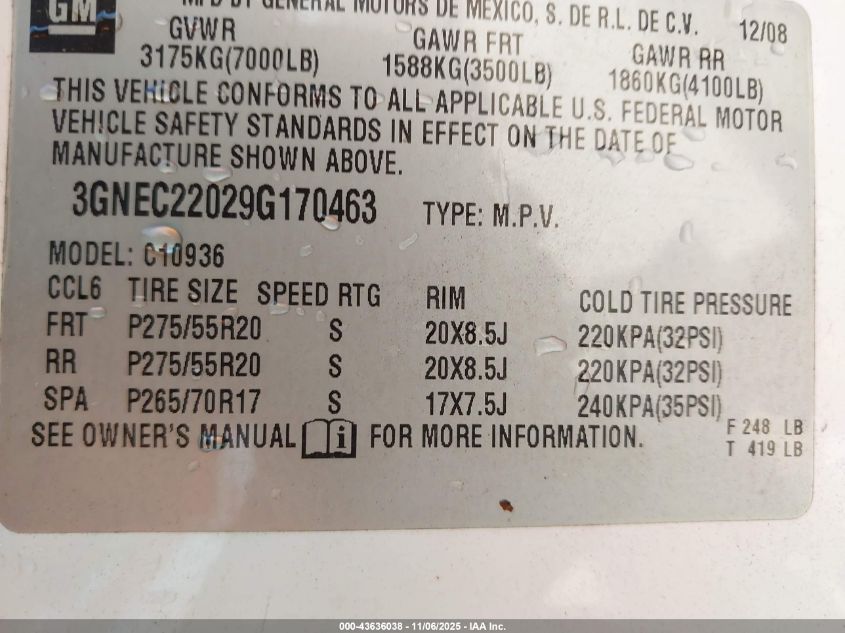 GM
MFD BY GENERAL MOTORS DE MEXICO, S. DE R.L. DE C.V. 12/08
GVWR GAWR FRT GAWR RR
3175KG(7000LB) 1588KG(3500LB) 1860KG(4100LB)
THIS VEHICLE CONFORMS TO ALL APPLICABLE U.S. FEDERAL MOTOR
VEHICLE SAFETY STANDARDS IN EFFECT ON THE DATE OF
MANUFACTURE SHOWN ABOVE.
3GNEC22029G170463 TYPE: M.P.V.
MODEL: C10936
CCL6 TIRE SIZE SPEED RTG RIM COLD TIRE PRESSURE
FRT P275/55R20 S 20X8.5J 220KPA(32PSI)
RR P275/55R20 S 20X8.5J 220KPA(32PSI)
SPA P265/70R17 S 17X7.5J 240KPA(35PSI)
SEE OWNER'S MANUAL i FOR MORE INFORMATION.
F 248 LB
T 419 LB
000-43636038 - 11/06/2025 - IAA Inc.